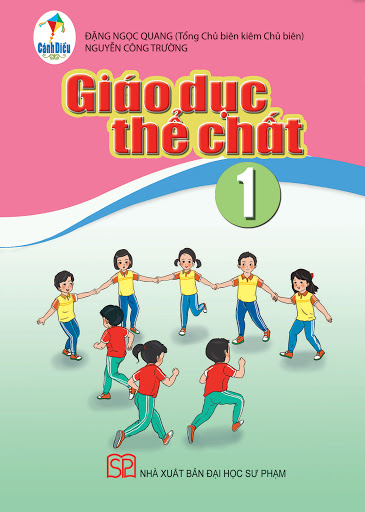 Cánh Diều
ĐẶNG NGỌC QUANG (Tổng Chủ biên kiêm Chủ biên)
NGUYỄN CÔNG TRƯỜNG
Giáo dục
thể chất
1
SP
NHÀ XUẤT BẢN ĐẠI HỌC SƯ PHẠM